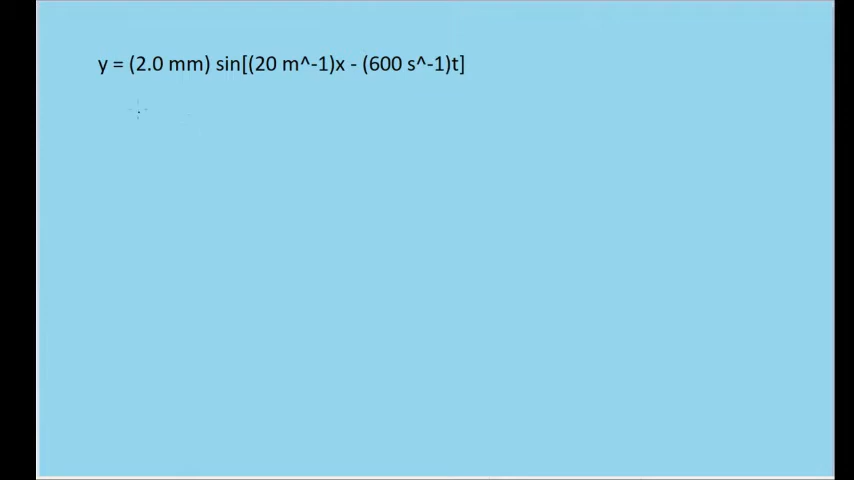 y = (2.0 mm) sin[(20 m^-1)x - (600 s^-1)t]